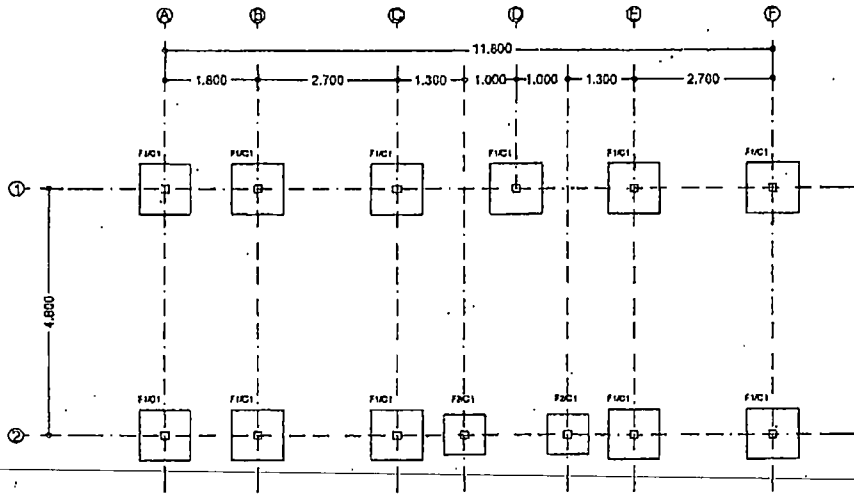 A B C D E F
11.800
1.800 2.700 1.300 1.000 1.000 1.300 2.700
F1/C1 F1/C1 F1/C1 F1/C1 F1/C1 F1/C1
1
4.800
F1/C1 F1/C1 F1/C1 F2/C1 F2/C1 F1/C1 F1/C1
2